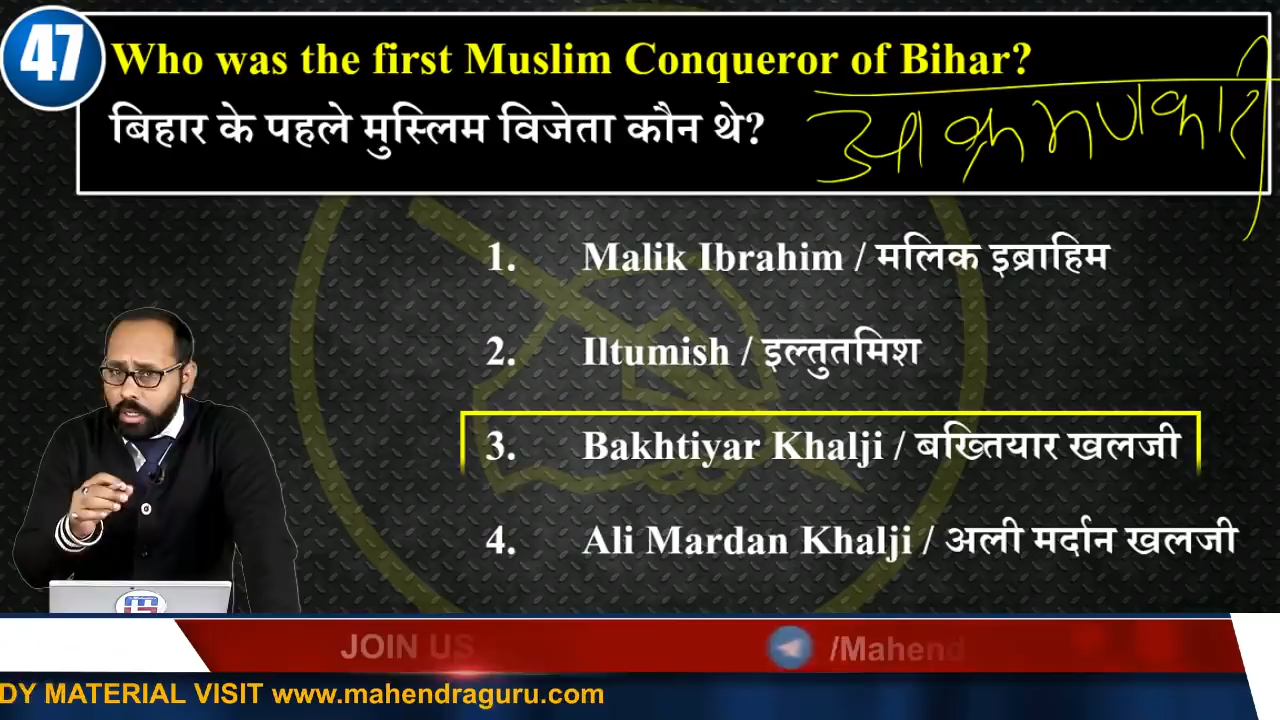 47
Who was the first Muslim Conqueror of Bihar?
बिहार के पहले मुस्लिम विजेता कौन थे?
आक्रमणकारी
1. Malik Ibrahim / मलिक इब्राहिम
2. Iltumish / इल्तुतमिश
3. Bakhtiyar Khalji / बख्तियार खलजी
4. Ali Mardan Khalji / अली मर्दान खलजी
JOIN US /Mahend
DY MATERIAL VISIT www.mahendraguru.com